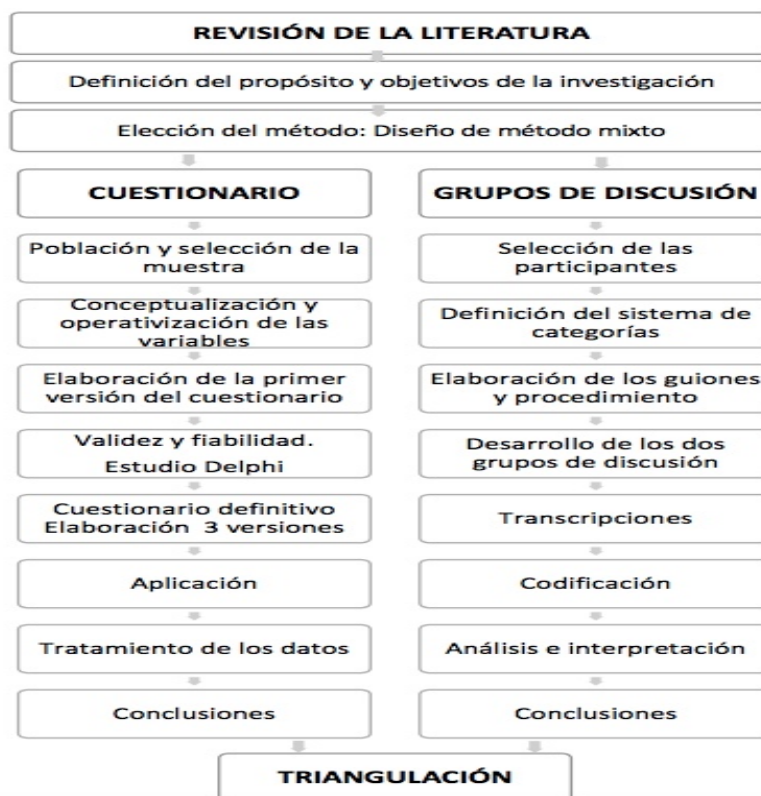 REVISIÓN DE LA LITERATURA
Definición del propósito y objetivos de la investigación
Elección del método: Diseño de método mixto
CUESTIONARIO
Población y selección de la
muestra
Conceptualización y
operativización de las
variables
Elaboración de la primer
versión del cuestionario
Validez y fiabilidad.
Estudio Delphi
Cuestionario definitivo
Elaboración 3 versiones
Aplicación
Tratamiento de los datos
Conclusiones
GRUPOS DE DISCUSIÓN
Selección de las
participantes
Definición del sistema de
categorías
Elaboración de los guiones
y procedimiento
Desarrollo de los dos
grupos de discusión
Transcripciones
Codificación
Análisis e interpretación
Conclusiones
TRIANGULACIÓN